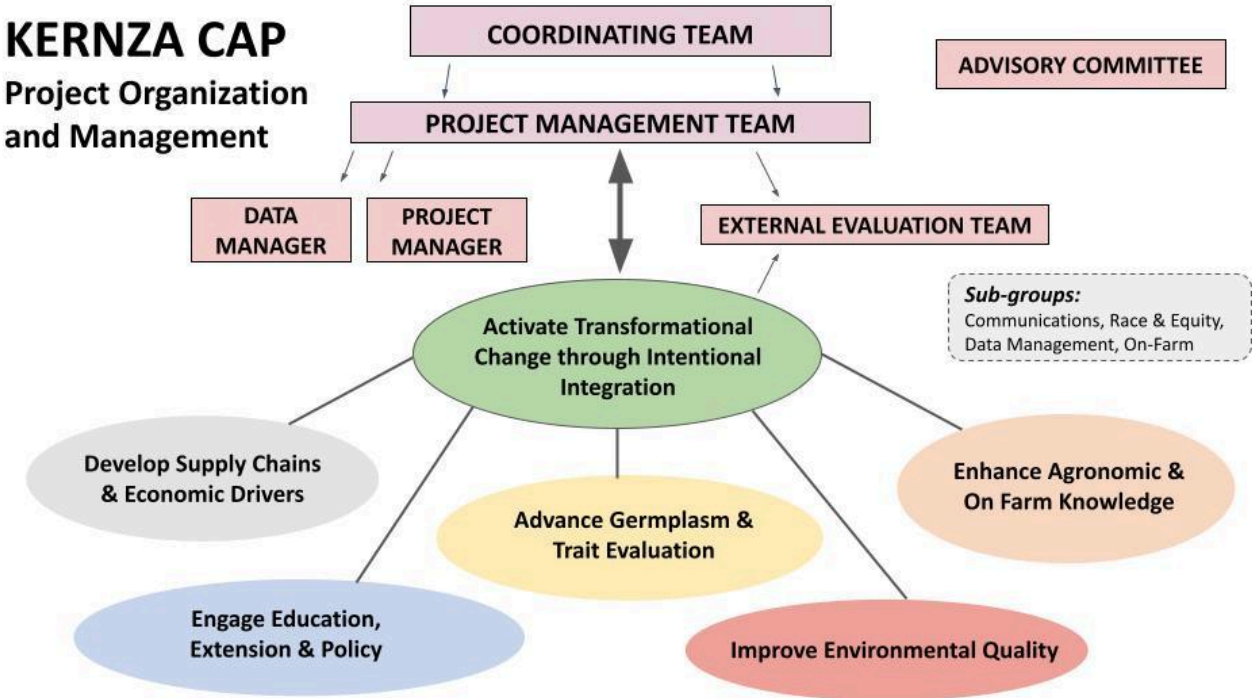 KERNZA CAP
Project Organization
and Management
COORDINATING TEAM
ADVISORY COMMITTEE
PROJECT MANAGEMENT TEAM
DATA
MANAGER
PROJECT
MANAGER
EXTERNAL EVALUATION TEAM
Sub-groups:
Communications, Race & Equity,
Data Management, On-Farm
Activate Transformational
Change through Intentional
Integration
Develop Supply Chains
& Economic Drivers
Enhance Agronomic &
On Farm Knowledge
Advance Germplasm &
Trait Evaluation
Engage Education,
Extension & Policy
Improve Environmental Quality